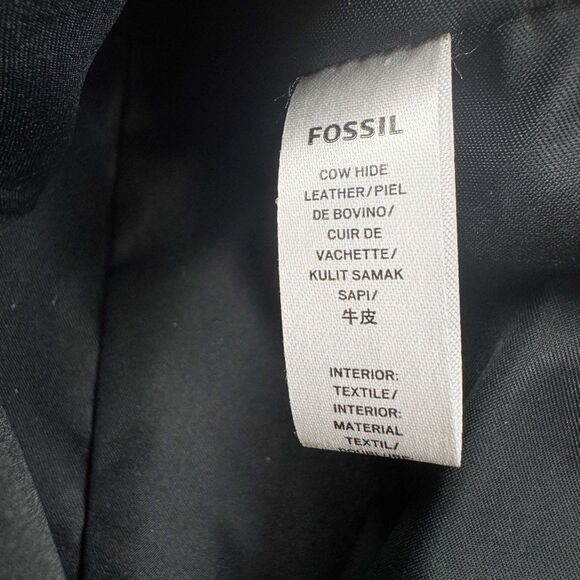 FOSSIL
COW HIDE
LEATHER/PIEL
DE BOVINO/
CUIR DE
VACHETTE/
KULIT SAMAK
SAPI/
牛皮
INTERIOR:
TEXTILE/
INTERIOR:
MATERIAL
TEXTIL/